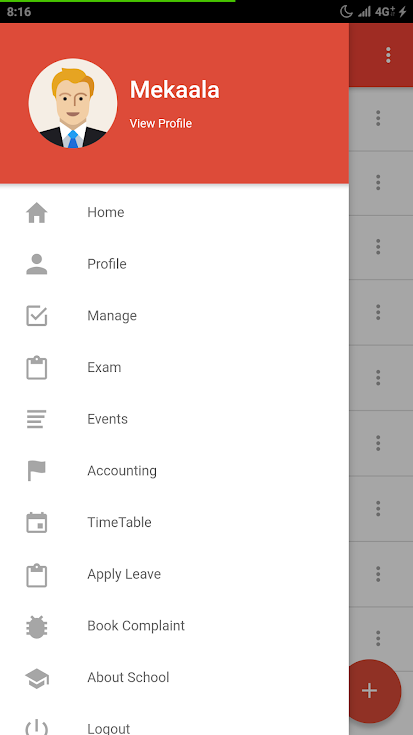 8:16
4G
Mekaala
View Profile
Home
Profile
Manage
Exam
Events
Accounting
TimeTable
Apply Leave
Book Complaint
About School
Logout